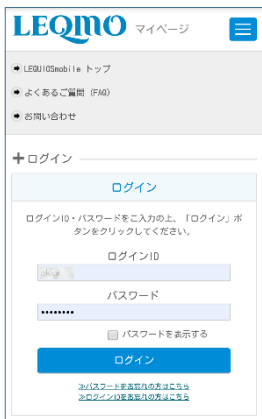 LEQMO マイページ
LEQUIOSmobile トップ
よくあるご質問 (FAQ)
お問い合わせ
ログイン
ログイン
ログインID・パスワードをご入力の上、「ログイン」ボ
タンをクリックしてください。
ログインID
パスワード
••••••••
パスワードを表示する
ログイン
≫パスワードをお忘れの方はこちら
≫ログインIDをお忘れの方はこちら